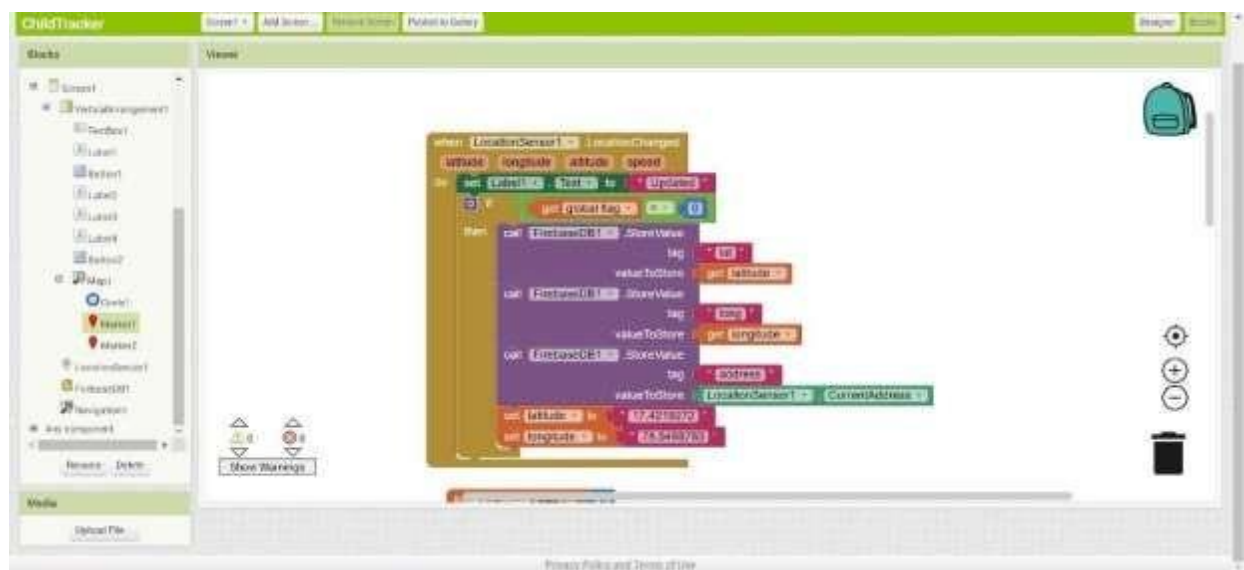 ChildTracker Screen1 Add Screen... Remove Screen Publish to Gallery Designer Blocks
Blocks Viewer
Screen1
VerticalArrangement1
TextBox1
Label1
Button1
Label2
Label3
Label4
Button2
Map1
Circle1
Marker1
Marker2
LocationSensor1
FirebaseDB1
Navigation1
Any component
Rename Delete
Media
Upload File
when LocationSensor1 .LocationChanged
latitude longitude altitude speed
do set Label1 . Text to " Updated "
if get global flag = 0
then call FirebaseDB1 .StoreValue
tag " lat "
valueToStore get latitude
call FirebaseDB1 .StoreValue
tag " long "
valueToStore get longitude
call FirebaseDB1 .StoreValue
tag " address "
valueToStore LocationSensor1 . CurrentAddress
set latitude to
set longitude to
0 0
Show Warnings
Privacy Policy and Terms of Use